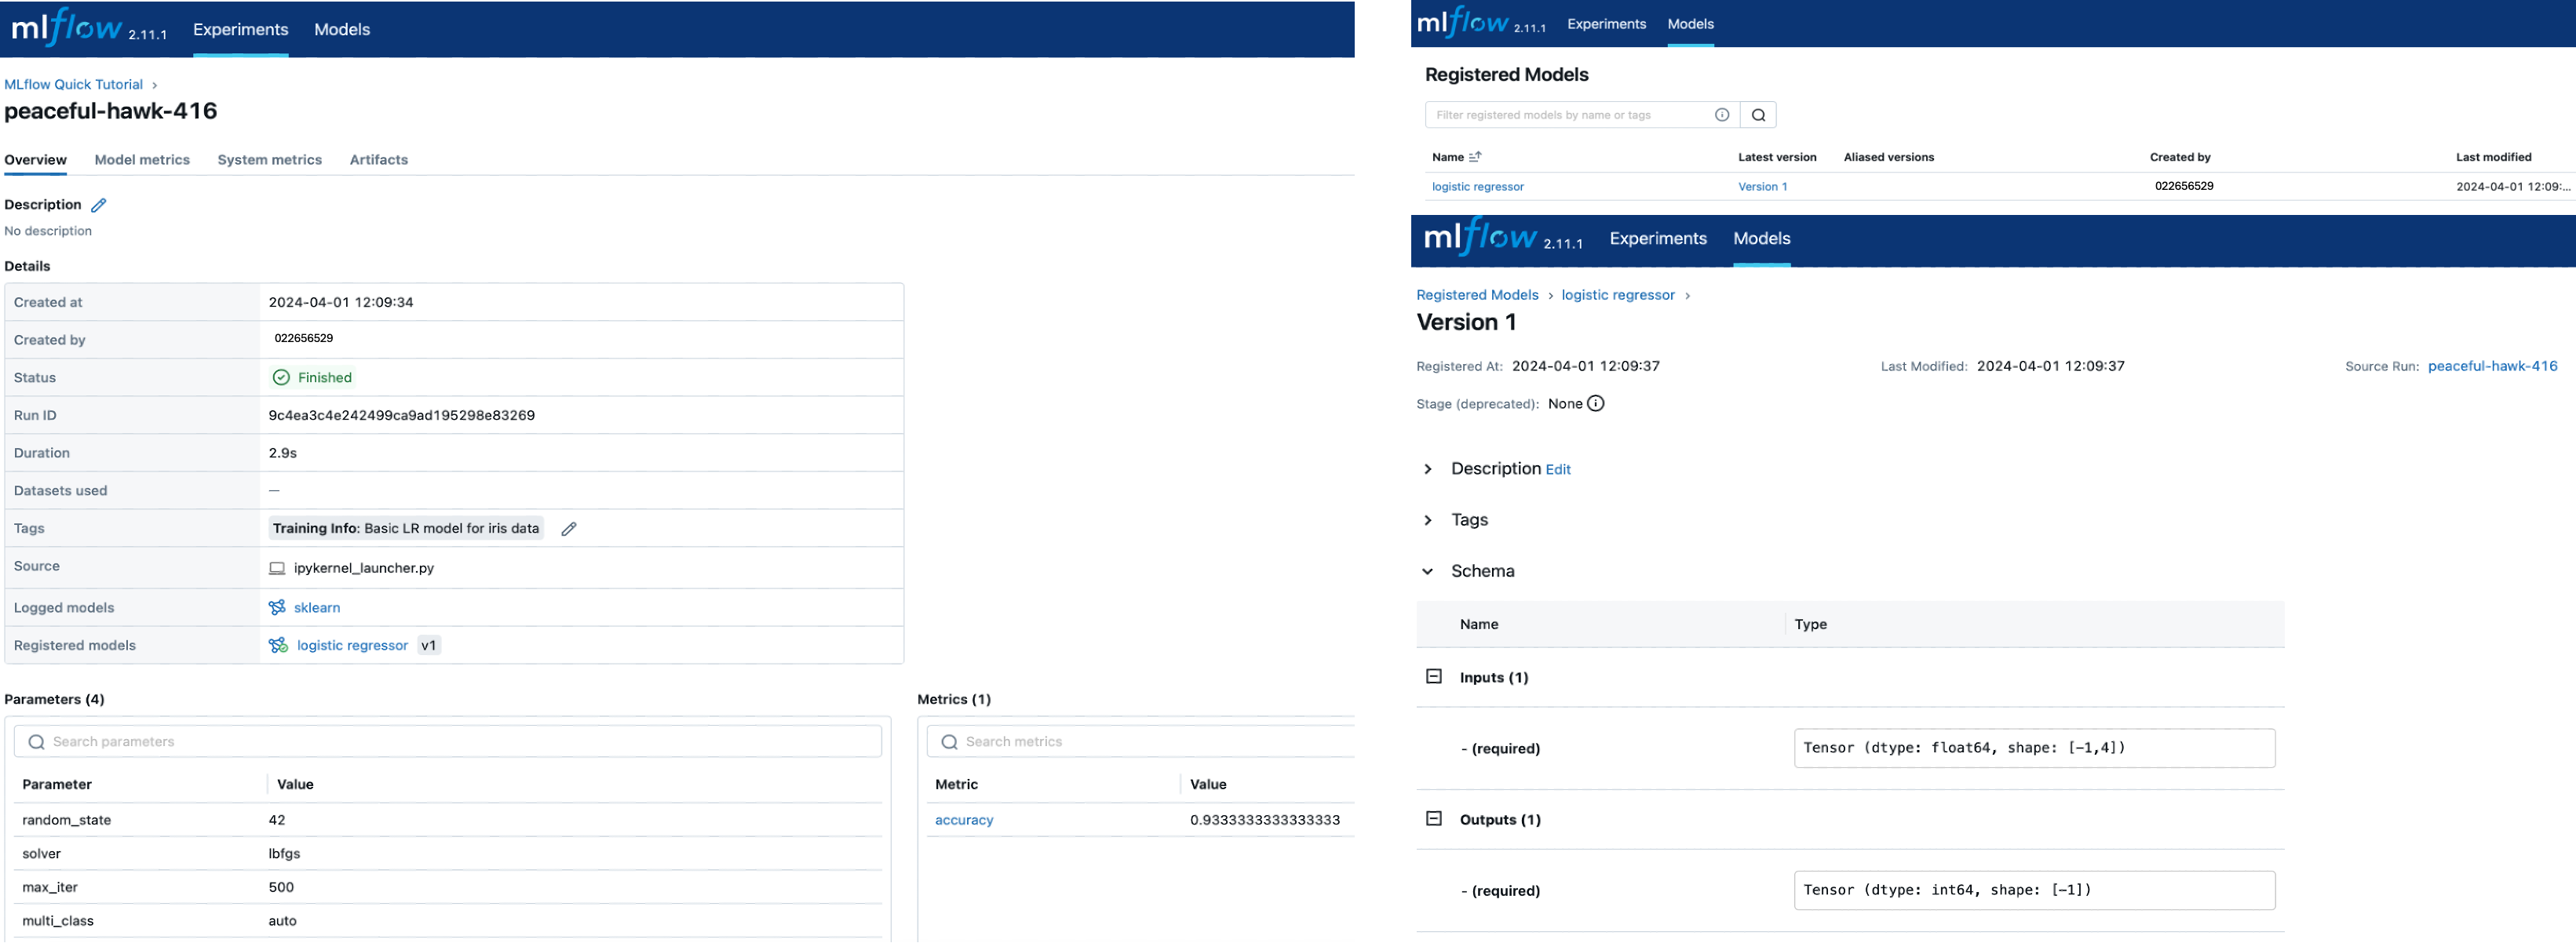 mlflow 2.11.1 Experiments Models
MLflow Quick Tutorial
peaceful-hawk-416
Overview Model metrics System metrics Artifacts
Description
No description
Details
Created at 2024-04-01 12:09:34
Created by 022656529
Status Finished
Run ID 9c4ea3c4e242499ca9ad195298e83269
Duration 2.9s
Datasets used —
Tags Training Info: Basic LR model for iris data
Source ipykernel_launcher.py
Logged models sklearn
Registered models logistic regressor v1
Parameters (4)
Search parameters
Parameter Value
random_state 42
solver lbfgs
max_iter 500
multi_class auto
Metrics (1)
Search metrics
Metric Value
accuracy 0.9333333333333333
mlflow 2.11.1 Experiments Models
Registered Models
Filter registered models by name or tags
Name Latest version Aliased versions Created by Last modified
logistic regressor Version 1 022656529 2024-04-01 12:09:...
mlflow 2.11.1 Experiments Models
Registered Models > logistic regressor >
Version 1
Registered At: 2024-04-01 12:09:37 Last Modified: 2024-04-01 12:09:37 Source Run: peaceful-hawk-416
Stage (deprecated): None
Description Edit
Tags
Schema
Name Type
Inputs (1)
- (required) Tensor (dtype: float64, shape: [-1,4])
Outputs (1)
- (required) Tensor (dtype: int64, shape: [-1])